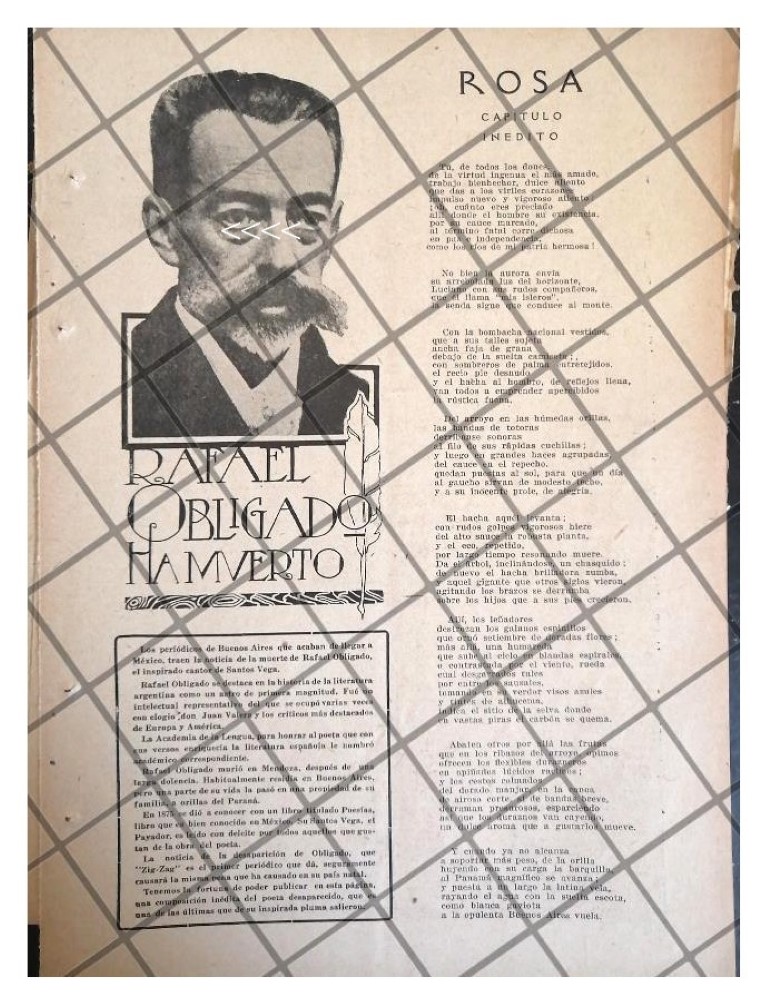 RAFAEL
OBLIGADO
HA MVERTO
Los periódicos de Buenos Aires que acaban de llegar a
México, traen la noticia de la muerte de Rafael Obligado,
el inspirado cantor de Santos Vega.
Rafael Obligado se destaca en la historia de la literatura
argentina como un astro de primera magnitud. Fué un
intelectual representativo del que se ocupó varias veces
con elogio don Juan Valera y los críticos más destacados
de Europa y América.
La Academia de la Lengua, para honrar al poeta que con
sus versos enriquecía la literatura española le nombró
académico correspondiente.
Rafael Obligado murió en Mendoza, después de una
larga dolencia. Habitualmente residía en Buenos Aires,
pero una parte de su vida la pasó en una propiedad de su
familia, a orillas del Paraná.
En 187 se dió a conocer con un libro titulado Poesías,
libro que es bien conocido en México. Su Santos Vega, el
Payador, es leído con deleite por todos aquellos que gus-
tan de la obra del poeta.
La noticia de la desaparición de Obligado, que
"Zig-Zag" es el primer periódico que dá, seguramente
causará la misma pena que ha causado en su país natal.
Tenemos la fortuna de poder publicar en esta página,
una composición inédita del poeta desaparecido, que es
una de las últimas que de su inspirada pluma salieron.
ROSA
CAPITULO
INEDITO
Tú, de todos los dones,
de la virtud ingenua el más amado,
trabajo bienhechor, dulce aliento
que das a los viriles corazones
impulso nuevo y vigoroso aliento
¡oh, cuánto eres preciado
allí donde el hombre su existencia,
por su cauce marcado,
al término fatal corre dichosa
en paz e independencia,
como los ríos de mi patria hermosa!
No bien la aurora envía
su arrebolada luz del horizonte,
Luciano con sus rudos compañeros,
que él llama "mis isleros",
la senda sigue que conduce al monte.
Con la bombacha nacional vestidos,
que a sus talles sujeta
ancha faja de grana
debajo de la suelta camiseta;
con sombreros de palma entretejidos,
el recio pie desnudo
y el hacha al hombro, de reflejos llena,
van todos a emprender apercibidos
la rústica faena.
Del arroyo en las húmedas orillas,
las bandas de totoras
derríbanse sonoras
al filo de sus rápidas cuchillas;
y luego en grandes haces agrupadas,
del cauce en el repecho,
quedan puestas al sol, para que un día
al gaucho sirvan de modesto techo,
y a su inocente prole, de alegría.
El hacha aquél levanta;
con rudos golpes vigorosos hiere
del alto sauce la robusta planta,
y el eco, repetido,
por largo tiempo resonando muere.
Da el árbol, inclinándose, un chasquido;
de nuevo el hacha brilladora zumba,
y aquel gigante que otros siglos vieron,
agitando los brazos se derrumba
sobre los hijos que a sus pies crecieron.
Allí, los leñadores
destrozan los galanos espinillos
que ornó setiembre de doradas flores;
más allá, una humareda
que sube al cielo en blandas espirales,
o contrastada por el viento, rueda
cual desgarrados tules
por entre los sauzales,
tomando en su verdor visos azules
y tintes de azucena,
indica el sitio de la selva donde
en vastas piras el carbón se quema.
Abaten otros por allá las frutas
que en los ribazos del arroyo, opimos
ofrecen los flexibles duraznos
en apiñados lúcidos racimos;
y los cestos colmados
del dorado manjar, en la canoa
de airosa corte y de bandas breve,
derraman presurosos, esparciendo
así que los duraznos van cayendo,
un dulce aroma que a gustarlos mueve.
Y cuando ya no alcanza
a soportar más peso, de la orilla
huyendo con su carga la barquilla,
al Paraná magnífico se avanza;
y puesta a lo largo la latina vela,
rayando el agua con la suelta escota,
como blanca gaviota
a la opulenta Buenos Aires vuela.